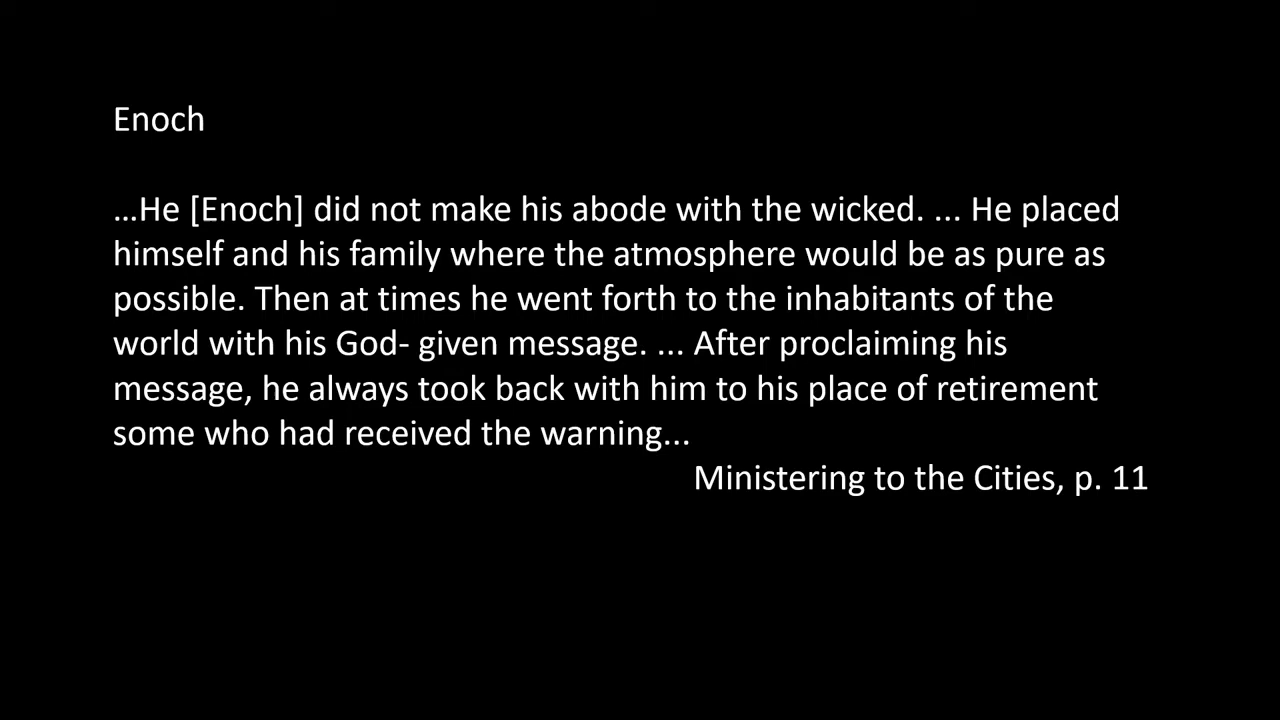 Enoch
...He [Enoch] did not make his abode with the wicked. ... He placed
himself and his family where the atmosphere would be as pure as
possible. Then at times he went forth to the inhabitants of the
world with his God- given message. ... After proclaiming his
message, he always took back with him to his place of retirement
some who had received the warning...
Ministering to the Cities, p. 11